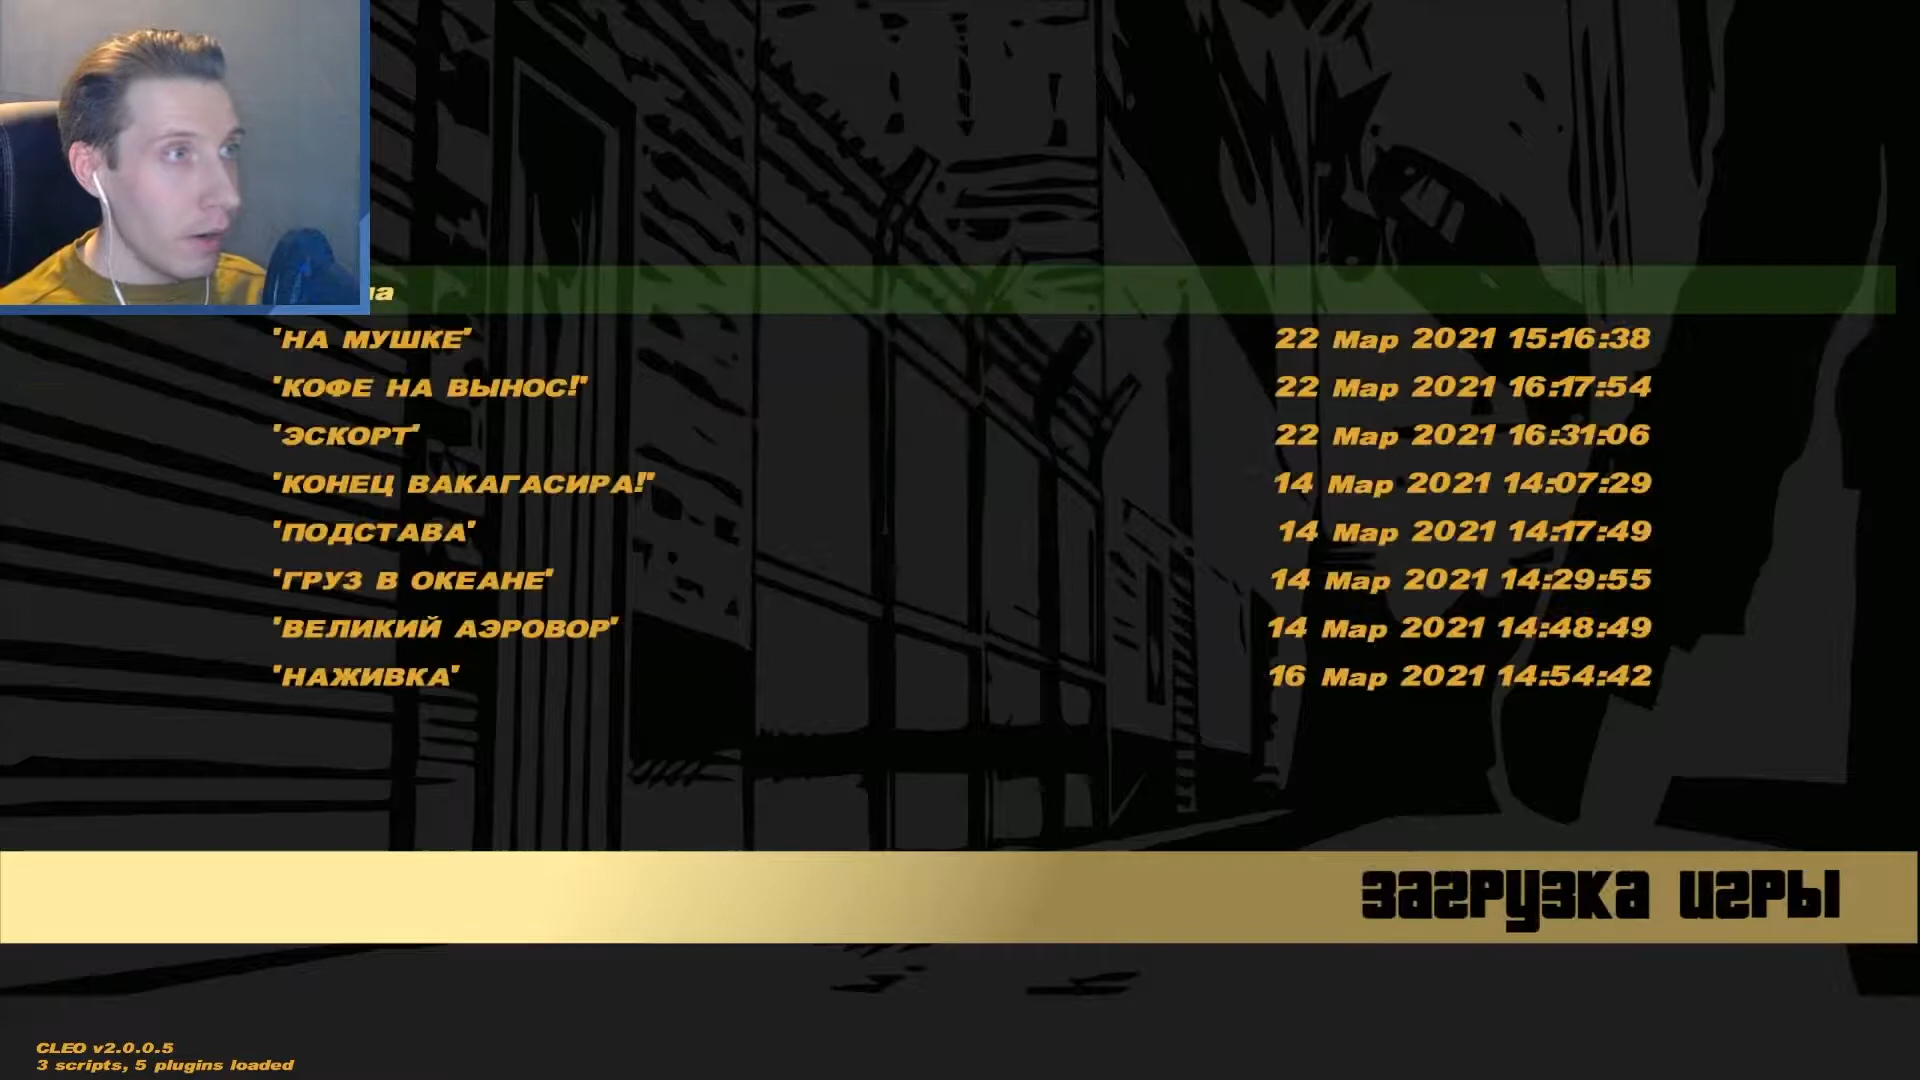 'НА МУШКЕ' 22 Мар 2021 15:16:38
'КОФЕ НА ВЫНОС!' 22 Мар 2021 16:17:54
'ЭСКОРТ' 22 Мар 2021 16:31:06
'КОНЕЦ ВАКАГАСИРА!' 14 Мар 2021 14:07:29
'ПОДСТАВА' 14 Мар 2021 14:17:49
'ГРУЗ В ОКЕАНЕ' 14 Мар 2021 14:29:55
'ВЕЛИКИЙ АЭРОВОР' 14 Мар 2021 14:48:49
'НАЖИВКА' 16 Мар 2021 14:54:42
ЗАГРУЗКА ИГРЫ
CLEO v2.0.0.5
3 scripts, 5 plugins loaded